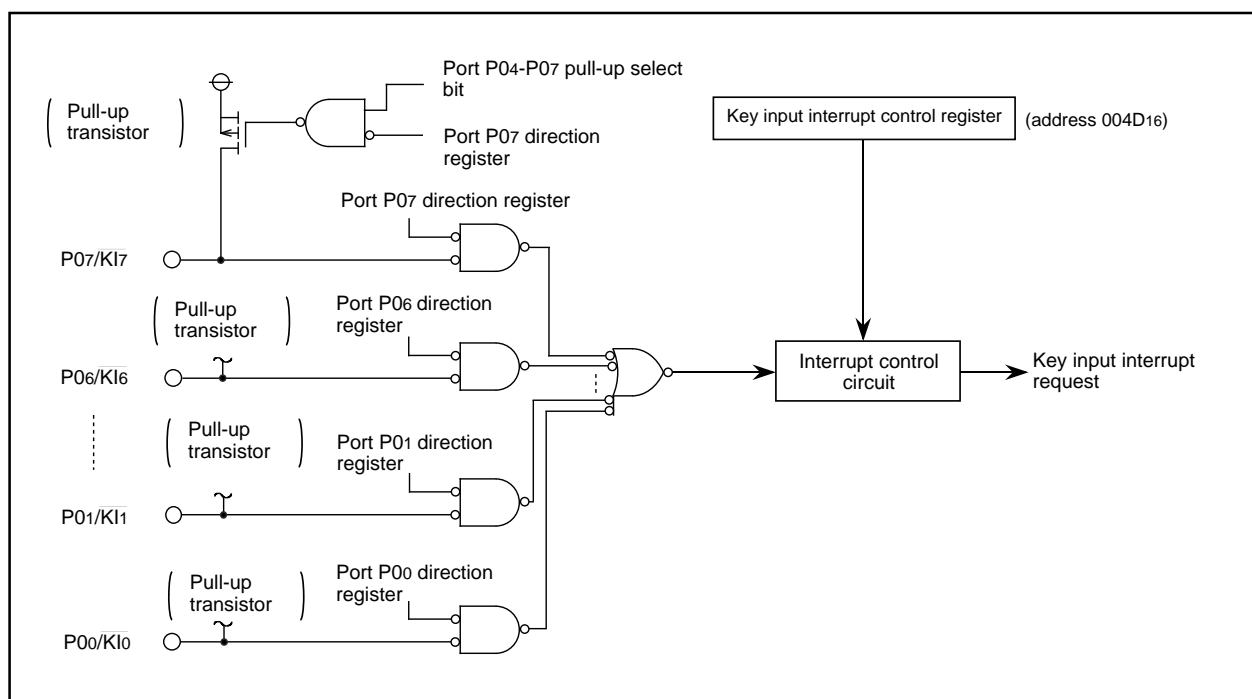 Port P04-P07 pull-up select
bit
( Pull-up
transistor )
Key input interrupt control register
(address 004D16)
Port P07 direction
register
Port P07 direction register
P07/KI7
( Pull-up
transistor )
Port P06 direction
register
P06/KI6
Interrupt control
circuit
Key input interrupt
request
( Pull-up
transistor )
Port P01 direction
register
P01/KI1
( Pull-up
transistor )
Port P00 direction
register
P00/KI0